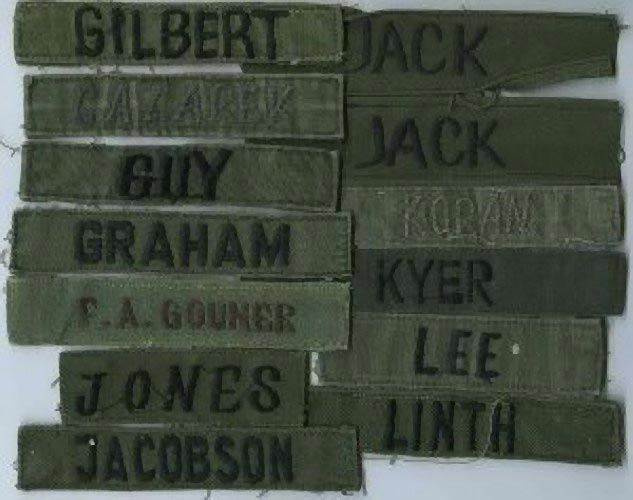 GILBERT
GUY
GRAHAM
F.A. GOUNER
JONES
JACOBSON
JACK
JACK
KYER
LEE
LINTH